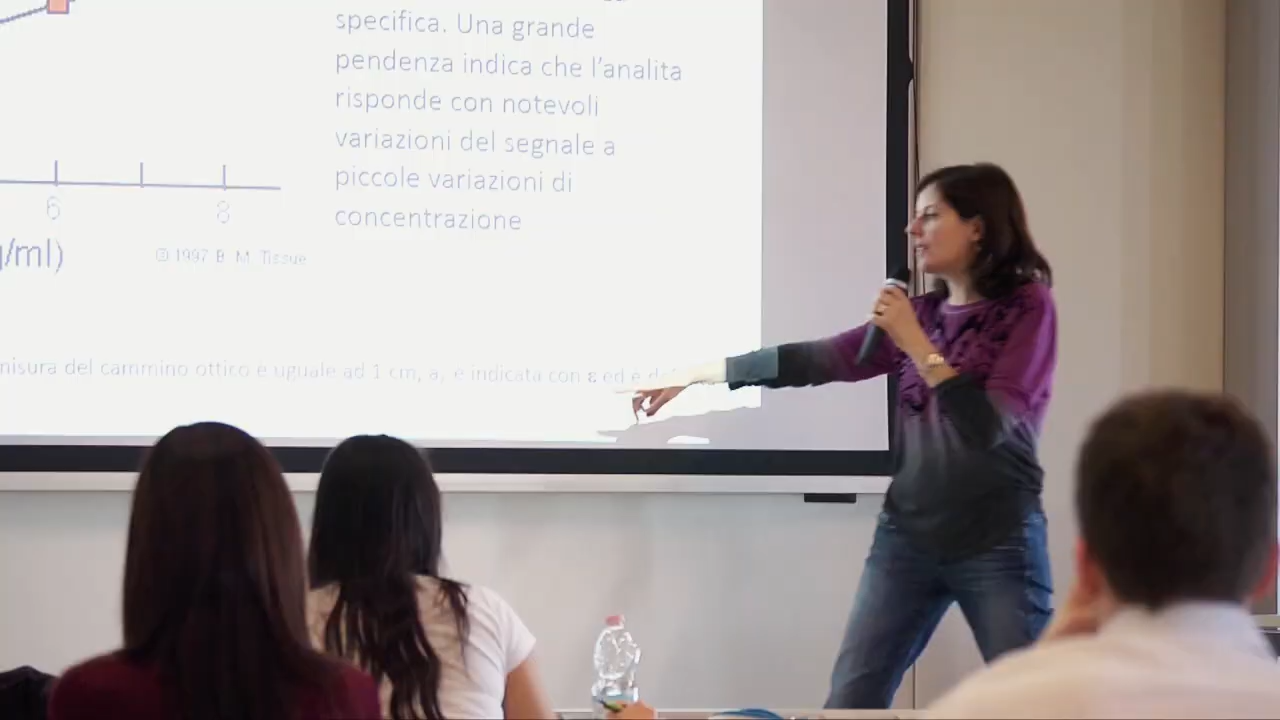 specifica. Una grande
pendenza indica che l'analita
risponde con notevoli
variazioni del segnale a
piccole variazioni di
concentrazione
6
8
g/ml)
© 1997 B. M. Tissue
misura del cammino ottico è uguale ad 1 cm, a, è indicata con ε ed è